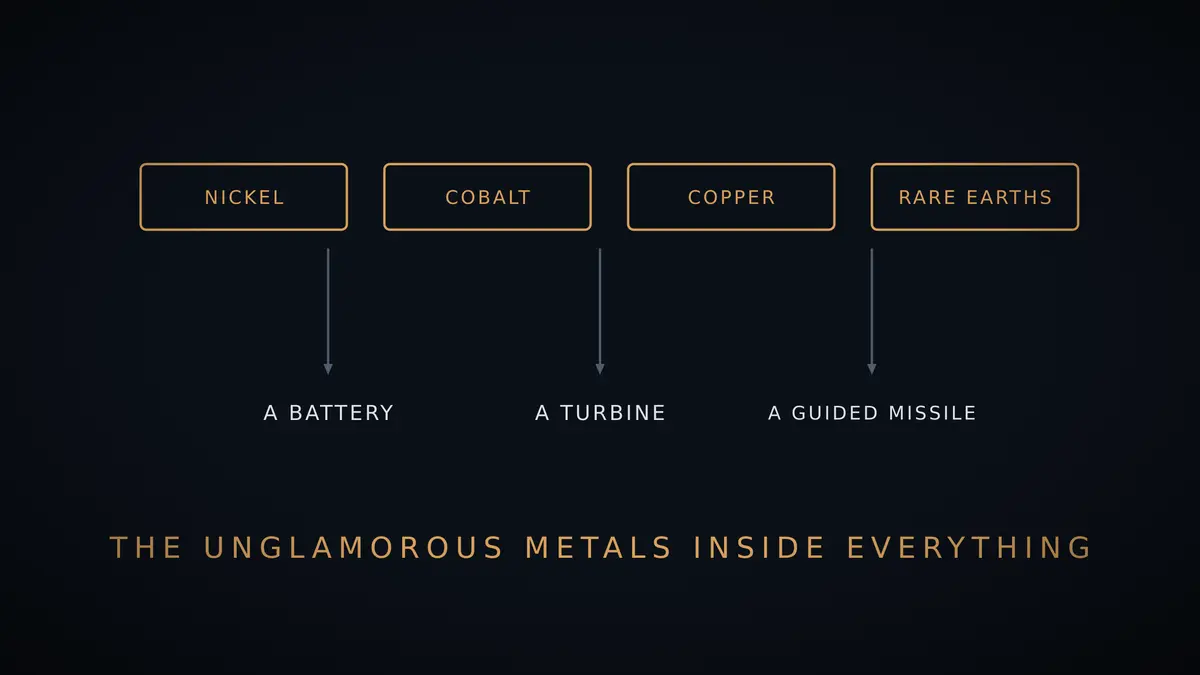 NICKEL
COBALT
COPPER
RARE EARTHS
A BATTERY
A TURBINE
A GUIDED MISSILE
THE UNGLAMOROUS METALS INSIDE EVERYTHING